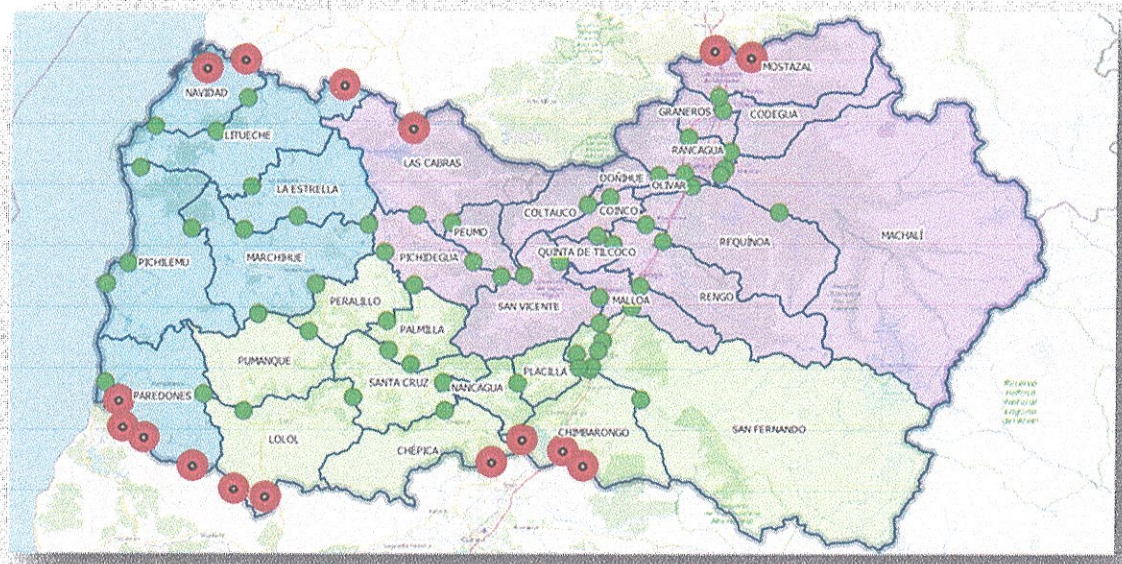 MOSTAZAL
NAVIDAD
GRANEROS
CODEGUA
LITUECHE
RANCAGUA
LAS CABRAS
DOÑIHUE
OLIVAR
LA ESTRELLA
COLTAUCO
COINCO
PEUMO
MACHALÍ
REQUÍNOA
QUINTA DE TILCOCO
PICHILEMU
MARCHIHUE
PICHIDEGUA
RENGO
PERALILLO
MALLOA
SAN VICENTE
PALMILLA
PUMANQUE
PLACILLA
SANTA CRUZ
NANCAGUA
PAREDONES
SAN FERNANDO
CHIMBARONGO
LOLOL
CHÉPICA